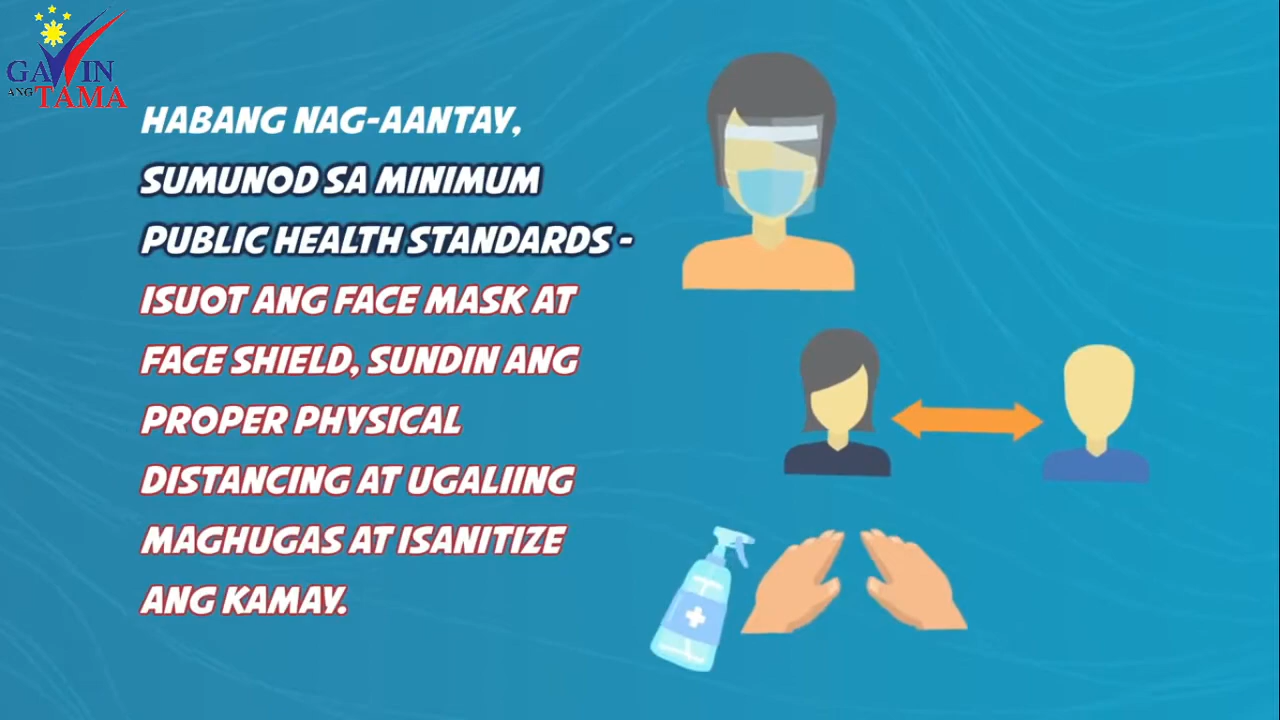 GAWIN
ANG TAMA
HABANG NAG-AANTAY,
SUMUNOD SA MINIMUM
PUBLIC HEALTH STANDARDS -
ISUOT ANG FACE MASK AT
FACE SHIELD, SUNDIN ANG
PROPER PHYSICAL
DISTANCING AT UGALIING
MAGHUGAS AT ISANITIZE
ANG KAMAY.